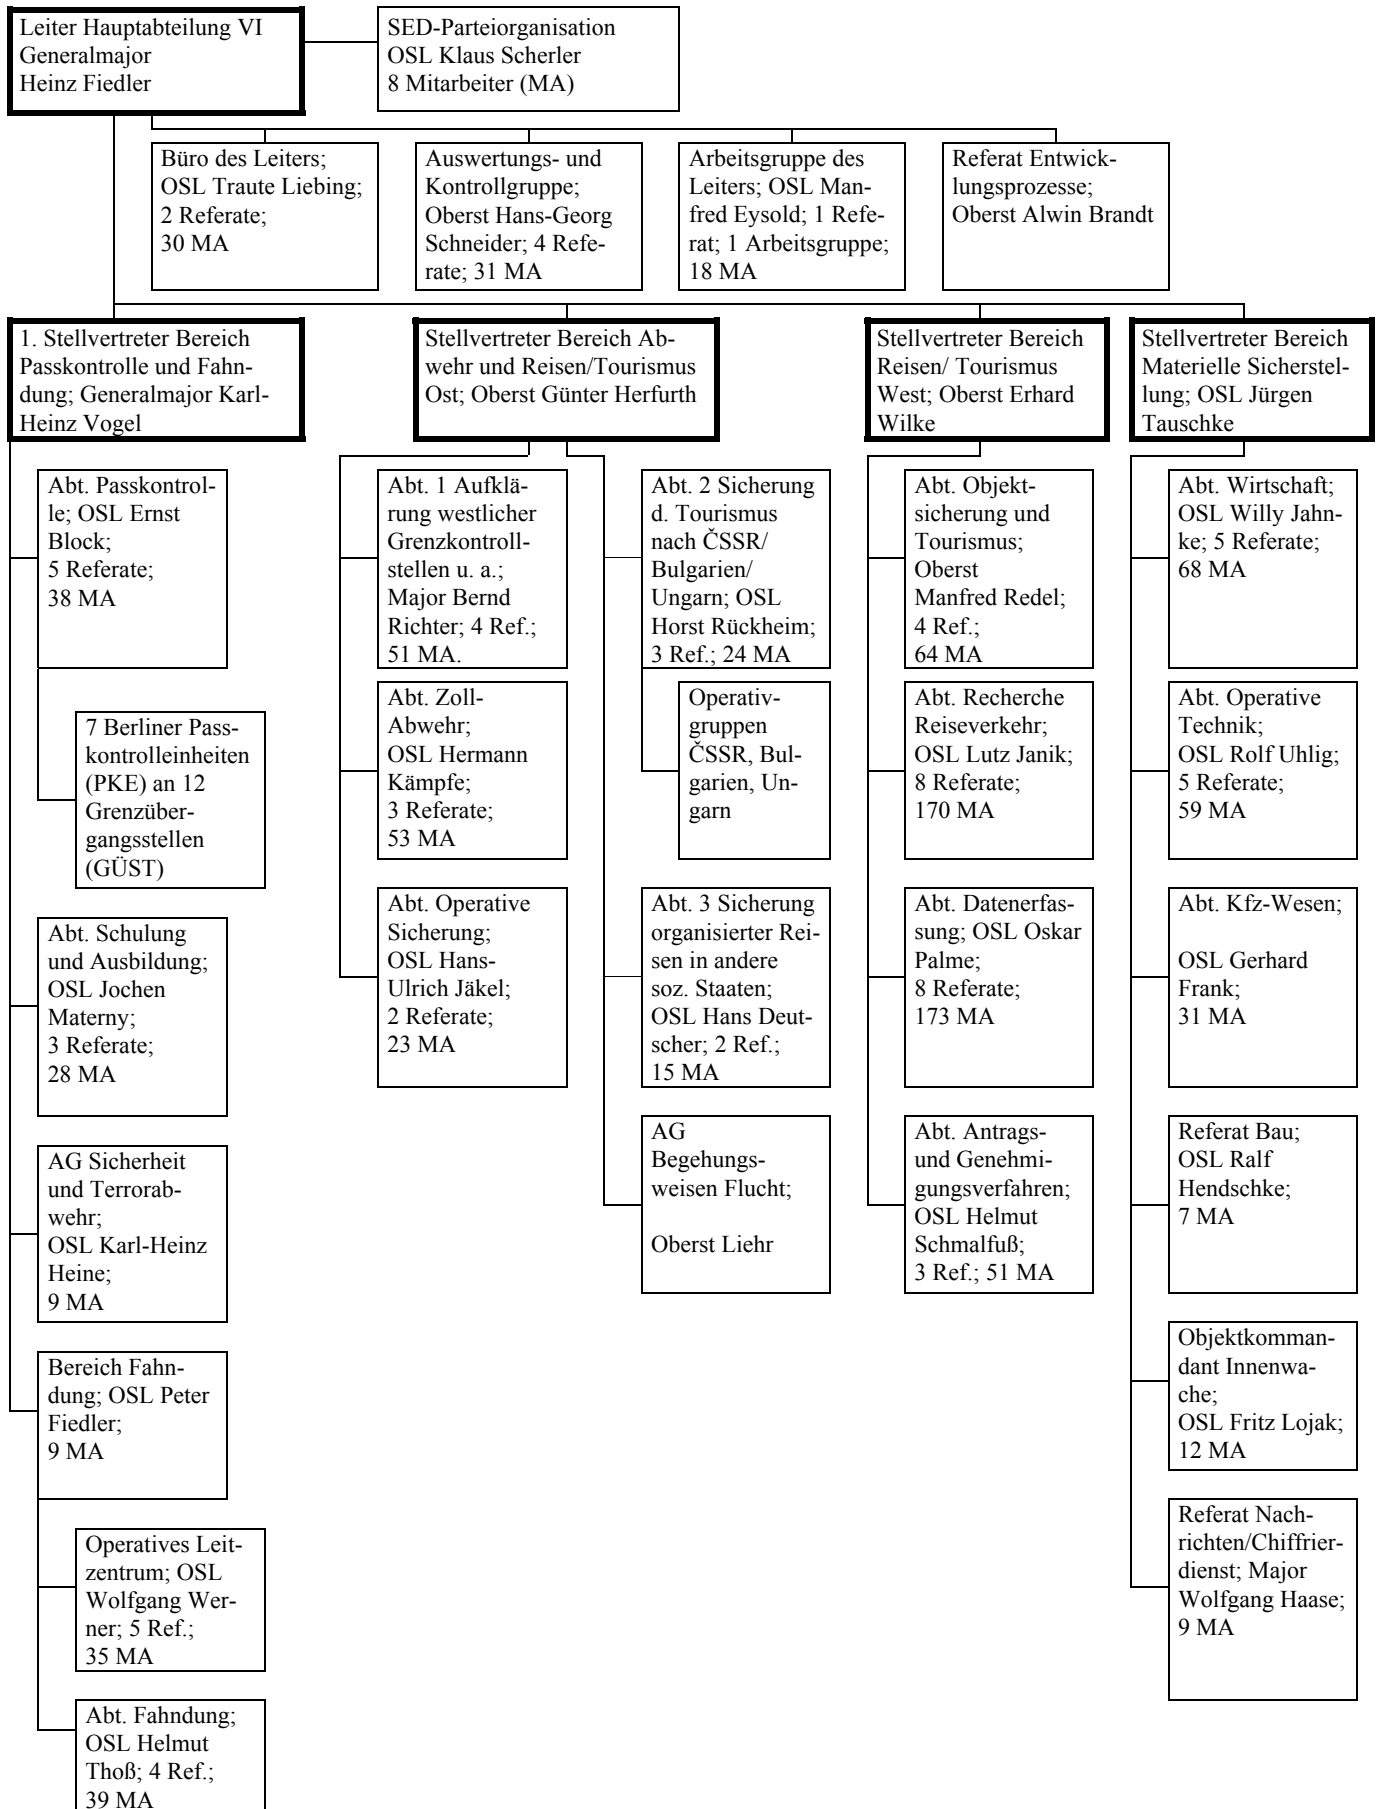 Leiter Hauptabteilung VI
Generalmajor
Heinz Fiedler
SED-Parteiorganisation
OSL Klaus Scherler
8 Mitarbeiter (MA)
Büro des Leiters;
OSL Traute Liebing;
2 Referate;
30 MA
Auswertungs- und
Kontrollgruppe;
Oberst Hans-Georg
Schneider; 4 Refe-
rate; 31 MA
Arbeitsgruppe des
Leiters; OSL Man-
fred Eysold; 1 Refe-
rat; 1 Arbeitsgruppe;
18 MA
Referat Entwick-
lungsprozesse;
Oberst Alwin Brandt
1. Stellvertreter Bereich
Passkontrolle und Fahn-
dung; Generalmajor Karl-
Heinz Vogel
Stellvertreter Bereich Ab-
wehr und Reisen/Tourismus
Ost; Oberst Günter Herfurth
Stellvertreter Bereich
Reisen/ Tourismus
West; Oberst Erhard
Wilke
Stellvertreter Bereich
Materielle Sicherstel-
lung; OSL Jürgen
Tauschke
Abt. Passkontrol-
le; OSL Ernst
Block;
5 Referate;
38 MA
7 Berliner Pass-
kontrolleinheiten
(PKE) an 12
Grenzüber-
gangsstellen
(GÜST)
Abt. Schulung
und Ausbildung;
OSL Jochen
Materny;
3 Referate;
28 MA
AG Sicherheit
und Terrorab-
wehr;
OSL Karl-Heinz
Heine;
9 MA
Bereich Fahn-
dung; OSL Peter
Fiedler;
9 MA
Operatives Leit-
zentrum; OSL
Wolfgang Wer-
ner; 5 Ref.;
35 MA
Abt. Fahndung;
OSL Helmut
Thoß; 4 Ref.;
39 MA
Abt. 1 Aufklä-
rung westlicher
Grenzkontroll-
stellen u. a.;
Major Bernd
Richter; 4 Ref.;
51 MA.
Abt. Zoll-
Abwehr;
OSL Hermann
Kämpfe;
3 Referate;
53 MA
Abt. Operative
Sicherung;
OSL Hans-
Ulrich Jäkel;
2 Referate;
23 MA
Abt. 2 Sicherung
d. Tourismus
nach ČSSR/
Bulgarien/
Ungarn; OSL
Horst Rückheim;
3 Ref.; 24 MA
Operativ-
gruppen
ČSSR, Bul-
garien, Un-
garn
Abt. 3 Sicherung
organisierter Rei-
sen in andere
soz. Staaten;
OSL Hans Deut-
scher; 2 Ref.;
15 MA
AG
Begehungs-
weisen Flucht;
Oberst Liehr
Abt. Objekt-
sicherung und
Tourismus;
Oberst
Manfred Redel;
4 Ref.;
64 MA
Abt. Recherche
Reiseverkehr;
OSL Lutz Janik;
8 Referate;
170 MA
Abt. Datenerfas-
sung; OSL Oskar
Palme;
8 Referate;
173 MA
Abt. Antrags-
und Genehmi-
gungsverfahren;
OSL Helmut
Schmalfuß;
3 Ref.; 51 MA
Abt. Wirtschaft;
OSL Willy Jahn-
ke; 5 Referate;
68 MA
Abt. Operative
Technik;
OSL Rolf Uhlig;
5 Referate;
59 MA
Abt. Kfz-Wesen;
OSL Gerhard
Frank;
31 MA
Referat Bau;
OSL Ralf
Hendschke;
7 MA
Objektkomman-
dant Innenwa-
che;
OSL Fritz Lojak;
12 MA
Referat Nach-
richten/Chiffrier-
dienst; Major
Wolfgang Haase;
9 MA